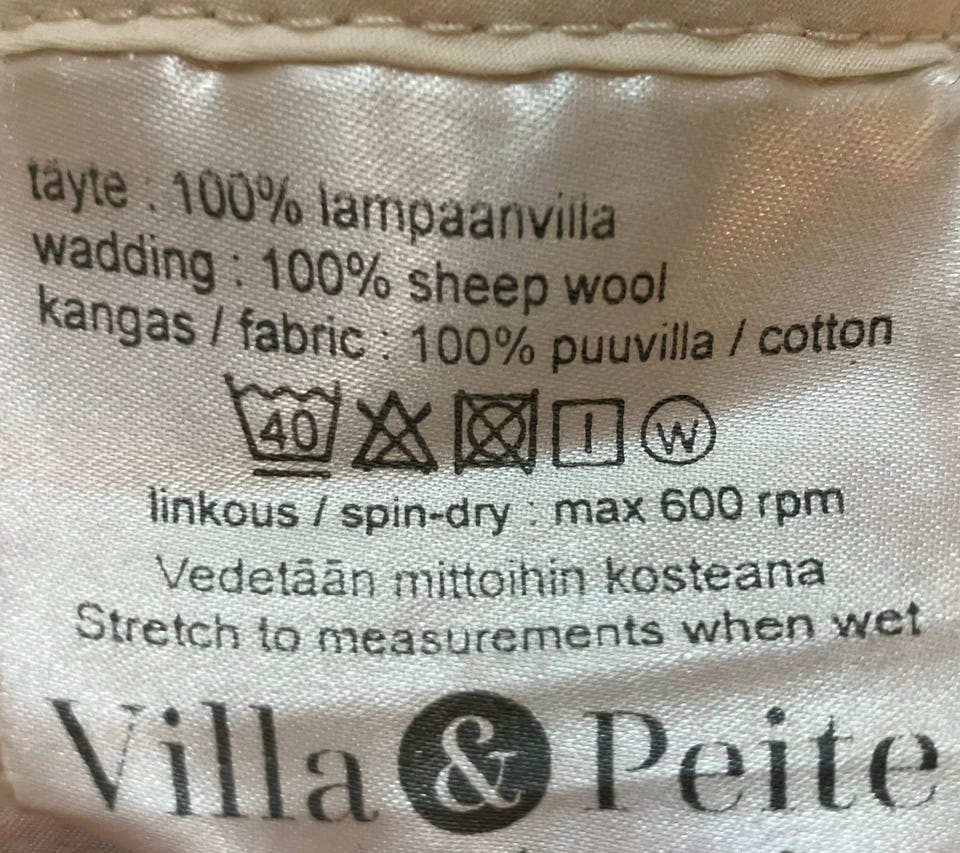 täyte : 100% lampaanvilla
wadding : 100% sheep wool
kangas / fabric : 100% puuvilla / cotton
40 W
linkous / spin-dry : max 600 rpm
Vedetään mittoihin kosteana
Stretch to measurements when wet
Villa & Peite